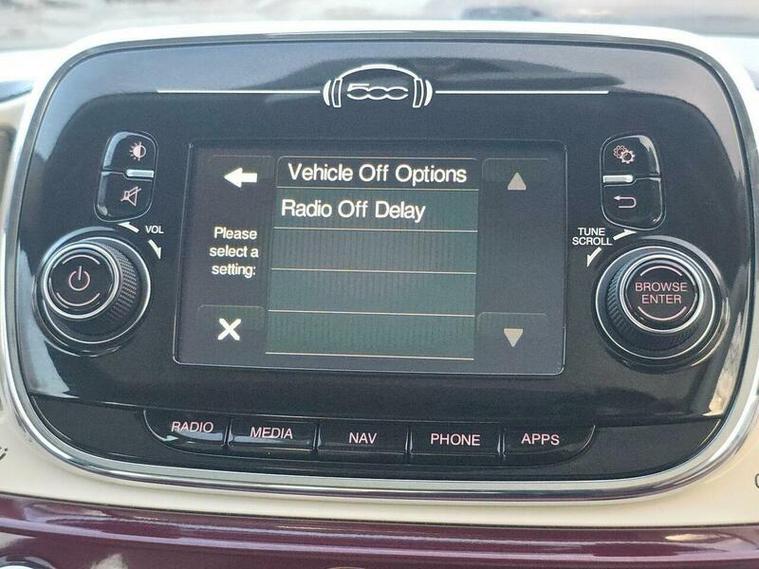 500
Vehicle Off Options
Radio Off Delay
Please
select a
setting:
VOL
TUNE
SCROLL
BROWSE
ENTER
RADIO
MEDIA
NAV
PHONE
APPS